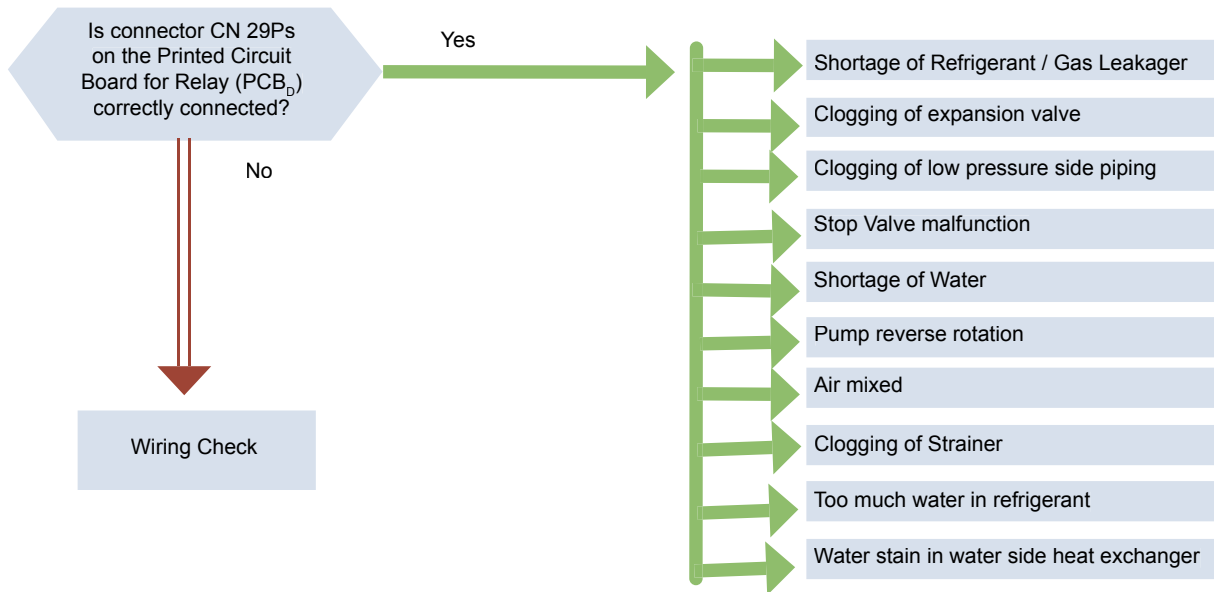 Is connector CN 29Ps
on the Printed Circuit
Board for Relay (PCB_D)
correctly connected?
Yes
No
Wiring Check
Shortage of Refrigerant / Gas Leakager
Clogging of expansion valve
Clogging of low pressure side piping
Stop Valve malfunction
Shortage of Water
Pump reverse rotation
Air mixed
Clogging of Strainer
Too much water in refrigerant
Water stain in water side heat exchanger